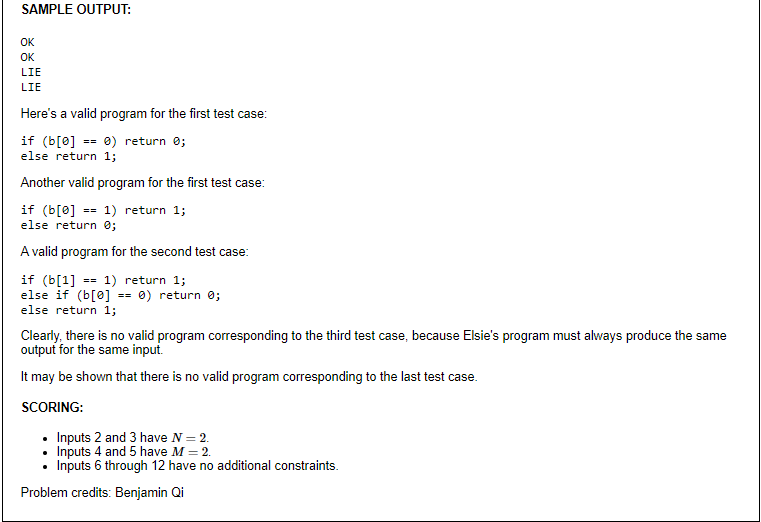 SAMPLE OUTPUT:
OK
OK
LIE
LIE
Here's a valid program for the first test case:
if (b[0] == 0) return 0;
else return 1;
Another valid program for the first test case:
if (b[0] == 1) return 1;
else return 0;
A valid program for the second test case:
if (b[1] == 1) return 1;
else if (b[0] == 0) return 0;
else return 1;
Clearly, there is no valid program corresponding to the third test case, because Elsie's program must always produce the same
output for the same input.
It may be shown that there is no valid program corresponding to the last test case.
SCORING:
• Inputs 2 and 3 have N = 2.
• Inputs 4 and 5 have M = 2.
• Inputs 6 through 12 have no additional constraints.
Problem credits: Benjamin Qi